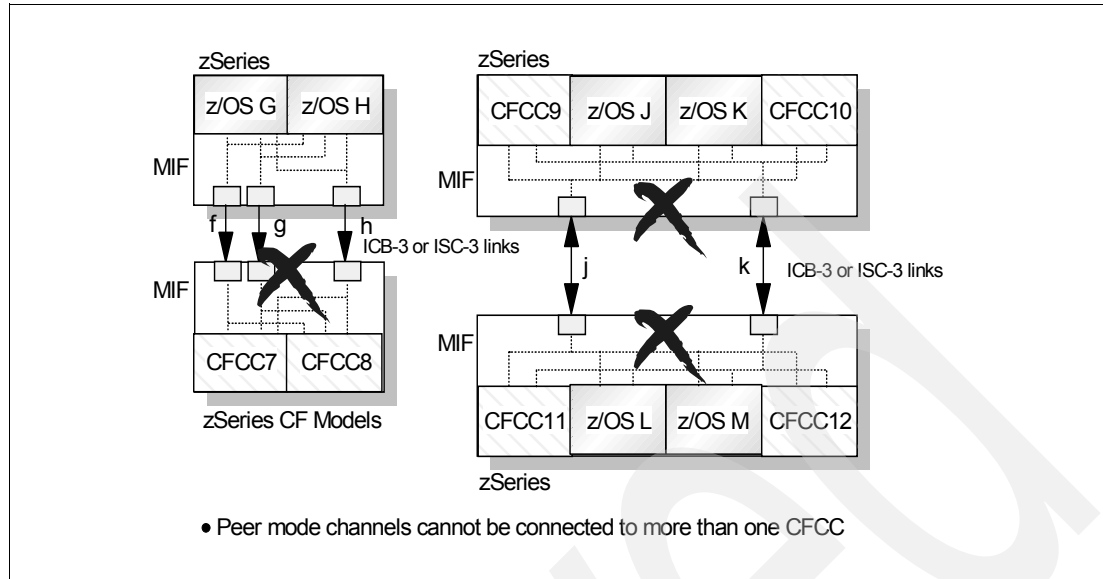 zSeries
z/OS G
z/OS H
MIF
f
g
h
ICB-3 or ISC-3 links
MIF
CFCC7
CFCC8
zSeries CF Models
zSeries
CFCC9
z/OS J
z/OS K
CFCC10
MIF
j
k
ICB-3 or ISC-3 links
MIF
CFCC11
z/OS L
z/OS M
CFCC12
zSeries
• Peer mode channels cannot be connected to more than one CFCC